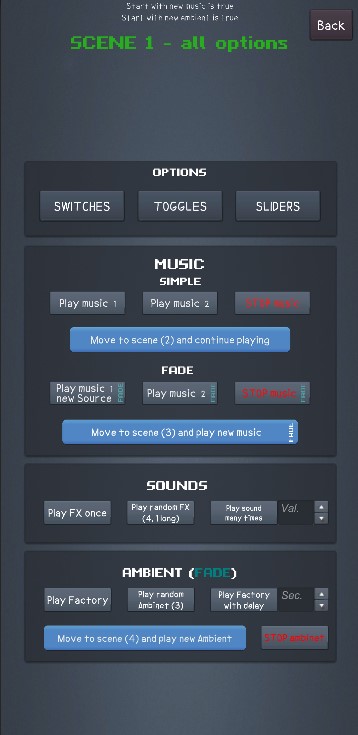 Start with new music is true
Start with new ambient is true
Back
SCENE 1 - all options
OPTIONS
SWITCHES
TOGGLES
SLIDERS
MUSIC
SIMPLE
Play music 1
Play music 2
STOP music
Move to scene (2) and continue playing
FADE
Play music 1
new Source
FADE
Play music 2
FADE
STOP music
FADE
Move to scene (3) and play new music
FADE
SOUNDS
Play FX once
Play random FX
(4, 1 long)
Play sound
many times
Val.
AMBIENT (FADE)
Play Factory
Play random
Ambinet (3)
Play Factory
with delay
Sec.
Move to scene (4) and play new Ambient
STOP ambinet